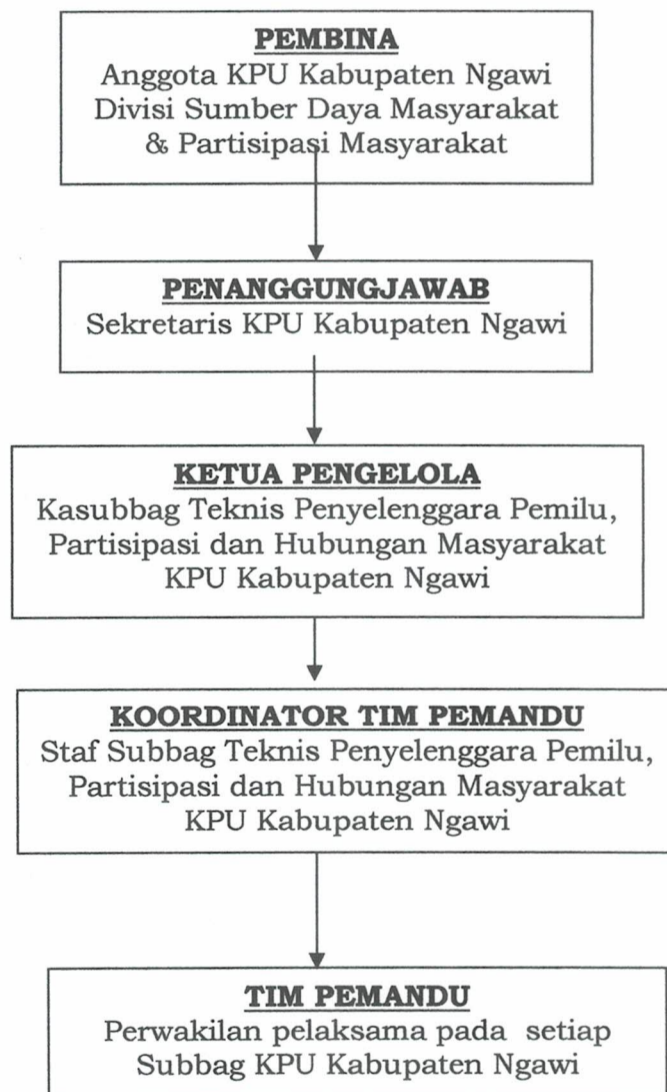 PEMBINA
Anggota KPU Kabupaten Ngawi
Divisi Sumber Daya Masyarakat
& Partisipasi Masyarakat
PENANGGUNGJAWAB
Sekretaris KPU Kabupaten Ngawi
KETUA PENGELOLA
Kasubbag Teknis Penyelenggara Pemilu,
Partisipasi dan Hubungan Masyarakat
KPU Kabupaten Ngawi
KOORDINATOR TIM PEMANDU
Staf Subbag Teknis Penyelenggara Pemilu,
Partisipasi dan Hubungan Masyarakat
KPU Kabupaten Ngawi
TIM PEMANDU
Perwakilan pelaksama pada setiap
Subbag KPU Kabupaten Ngawi